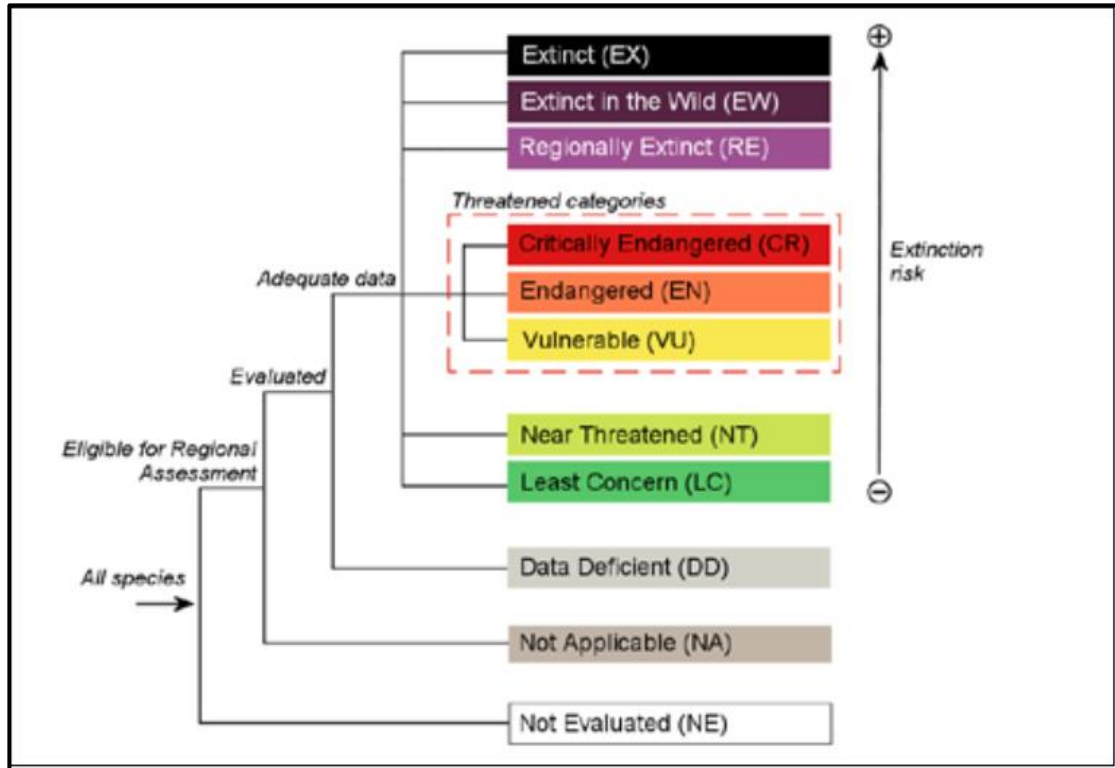 Extinct (EX)
Extinct in the Wild (EW)
Regionally Extinct (RE)
Threatened categories
Critically Endangered (CR)
Extinction
risk
Adequate data
Endangered (EN)
Vulnerable (VU)
Evaluated
Near Threatened (NT)
Eligible for Regional
Assessment
Least Concern (LC)
Data Deficient (DD)
All species
Not Applicable (NA)
Not Evaluated (NE)